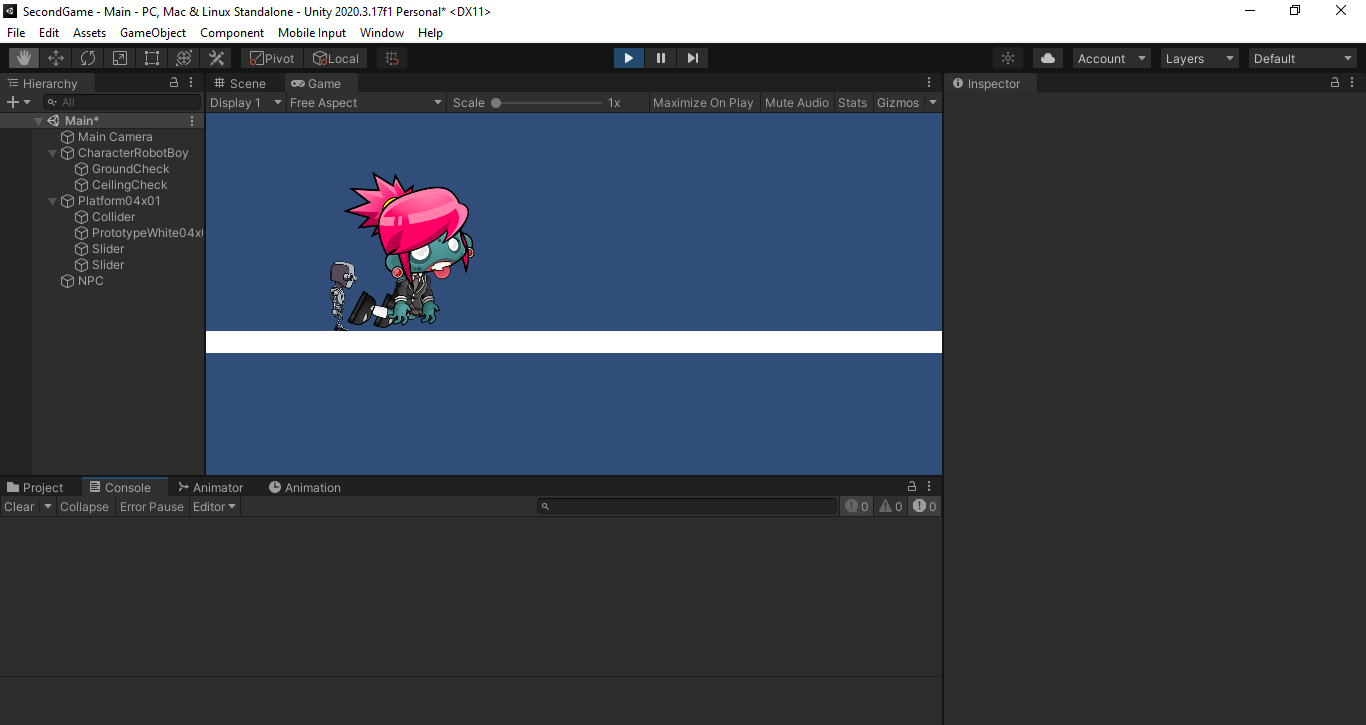 SecondGame - Main - PC, Mac & Linux Standalone - Unity 2020.3.17f1 Personal* <DX11>
File Edit Assets GameObject Component Mobile Input Window Help
Pivot Local Account Layers Default
Hierarchy Scene Game Inspector
All Display 1 Free Aspect Scale 1x Maximize On Play Mute Audio Stats Gizmos
Main*
Main Camera
CharacterRobotBoy
GroundCheck
CeilingCheck
Platform04x01
Collider
PrototypeWhite04x
Slider
Slider
NPC
Project Console Animator Animation
Clear Collapse Error Pause Editor 0 0 0